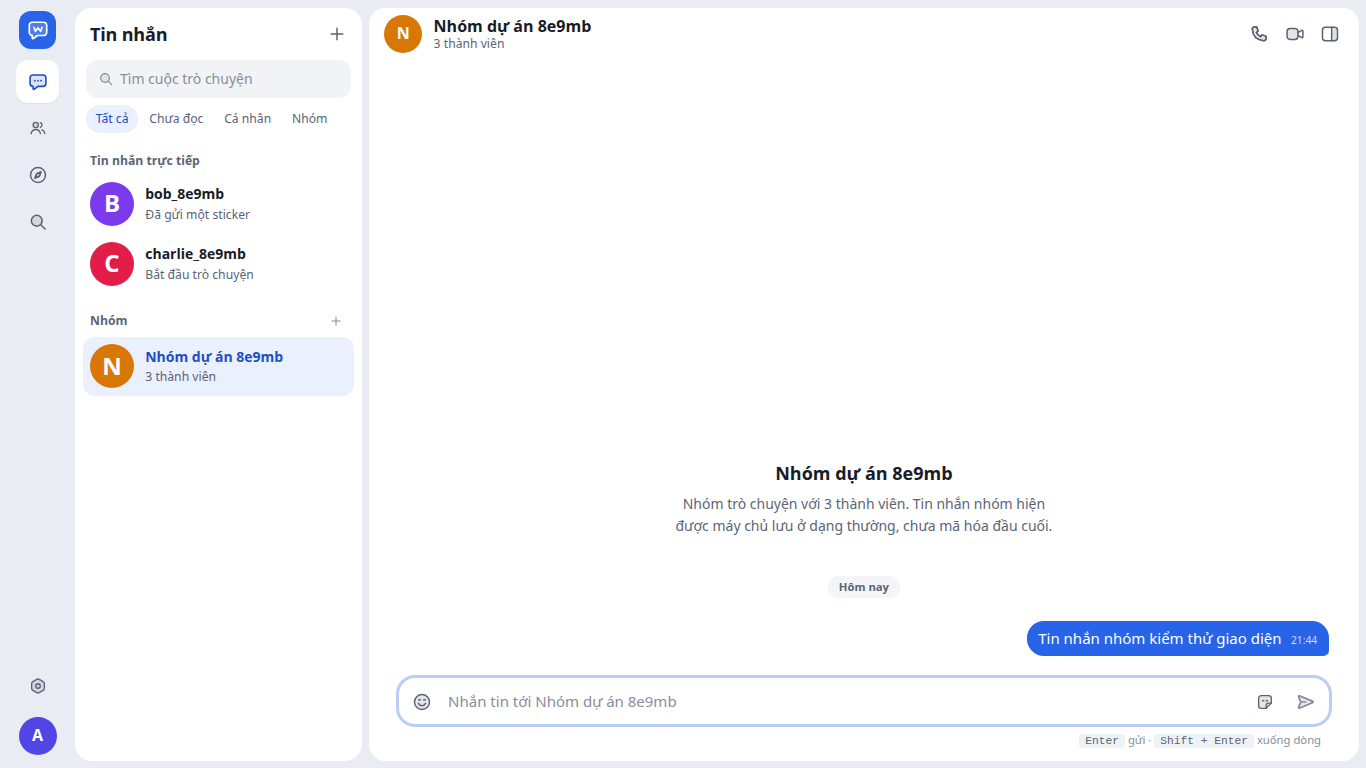 Tin nhắn
Tìm cuộc trò chuyện
Tất cả
Chưa đọc
Cá nhân
Nhóm
Tin nhắn trực tiếp
B
bob_8e9mb
Đã gửi một sticker
C
charlie_8e9mb
Bắt đầu trò chuyện
Nhóm
N
Nhóm dự án 8e9mb
3 thành viên
A
N
Nhóm dự án 8e9mb
3 thành viên
Nhóm dự án 8e9mb
Nhóm trò chuyện với 3 thành viên. Tin nhắn nhóm hiện
được máy chủ lưu ở dạng thường, chưa mã hóa đầu cuối.
Hôm nay
Tin nhắn nhóm kiểm thử giao diện 21:44
Nhắn tin tới Nhóm dự án 8e9mb
Enter gửi · Shift + Enter xuống dòng